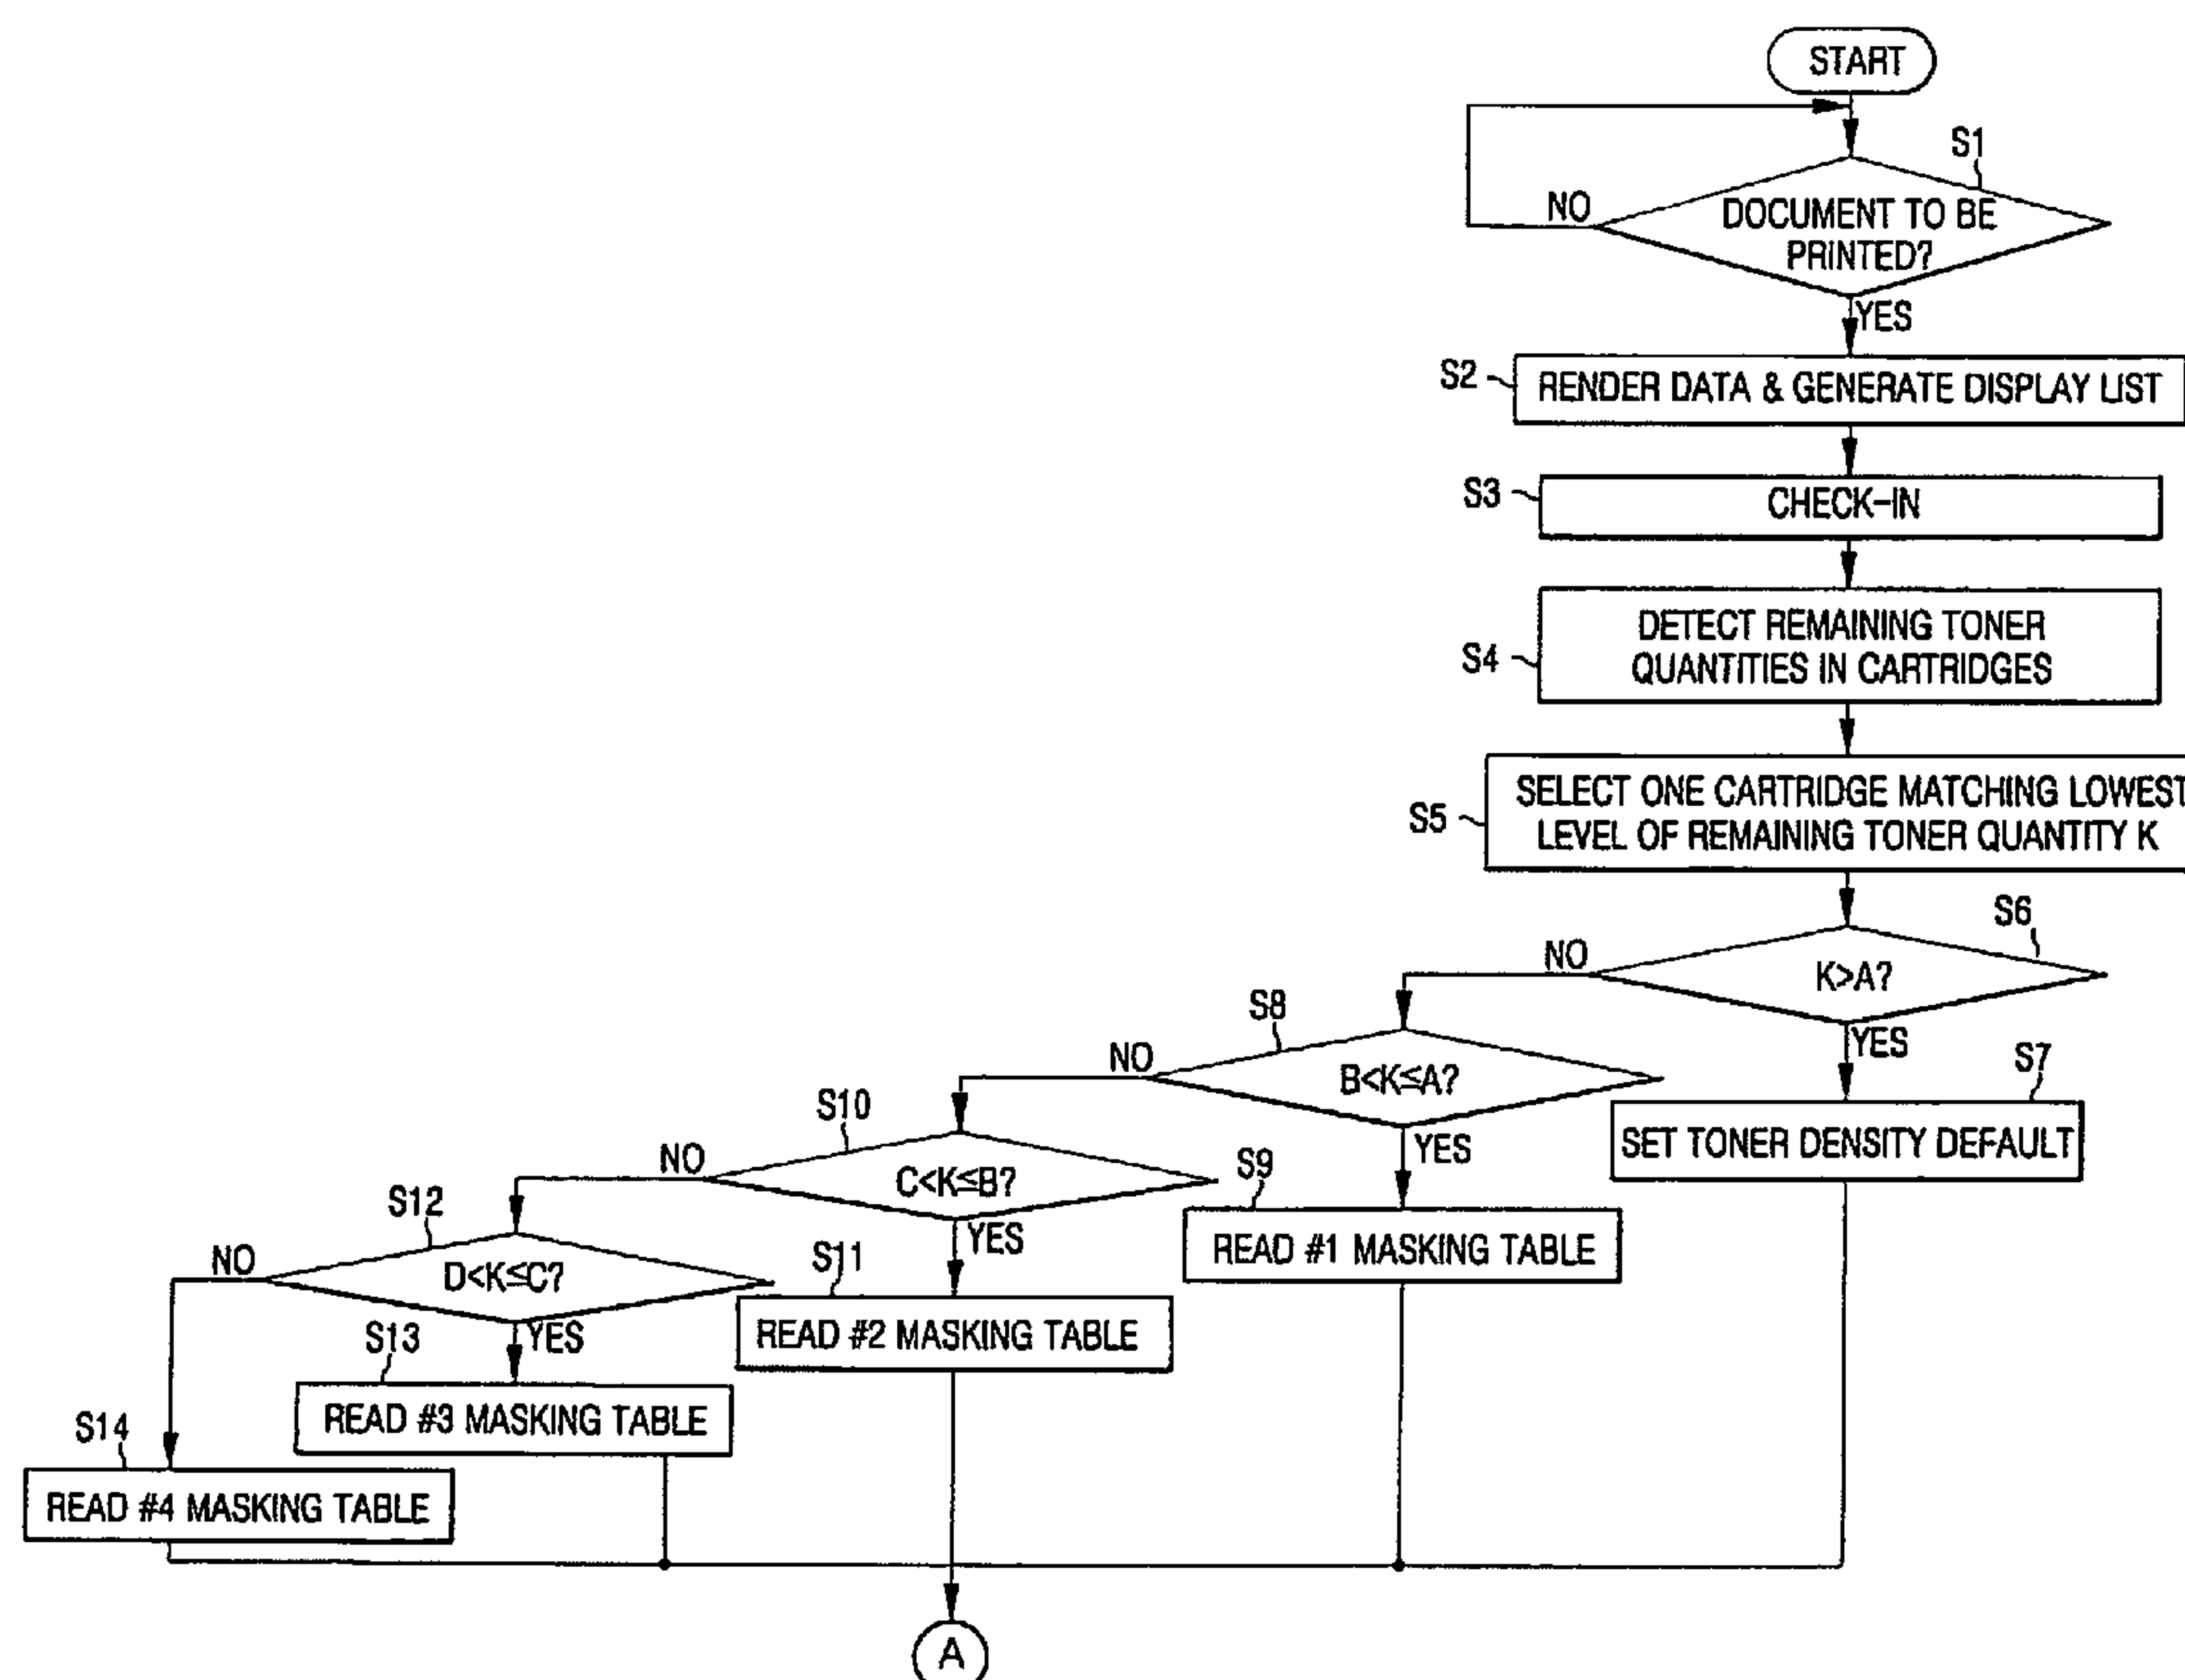 START
S1
NO
DOCUMENT TO BE
PRINTED?
YES
S2
RENDER DATA & GENERATE DISPLAY LIST
S3
CHECK-IN
S4
DETECT REMAINING TONER
QUANTITIES IN CARTRIDGES
S5
SELECT ONE CARTRIDGE MATCHING LOWEST
LEVEL OF REMAINING TONER QUANTITY K
S6
NO
K>A?
YES
S7
SET TONER DENSITY DEFAULT
S8
NO
B<K≤A?
YES
S9
READ #1 MASKING TABLE
S10
NO
C<K≤B?
YES
S11
READ #2 MASKING TABLE
S12
NO
D<K≤C?
YES
S13
READ #3 MASKING TABLE
S14
READ #4 MASKING TABLE
A